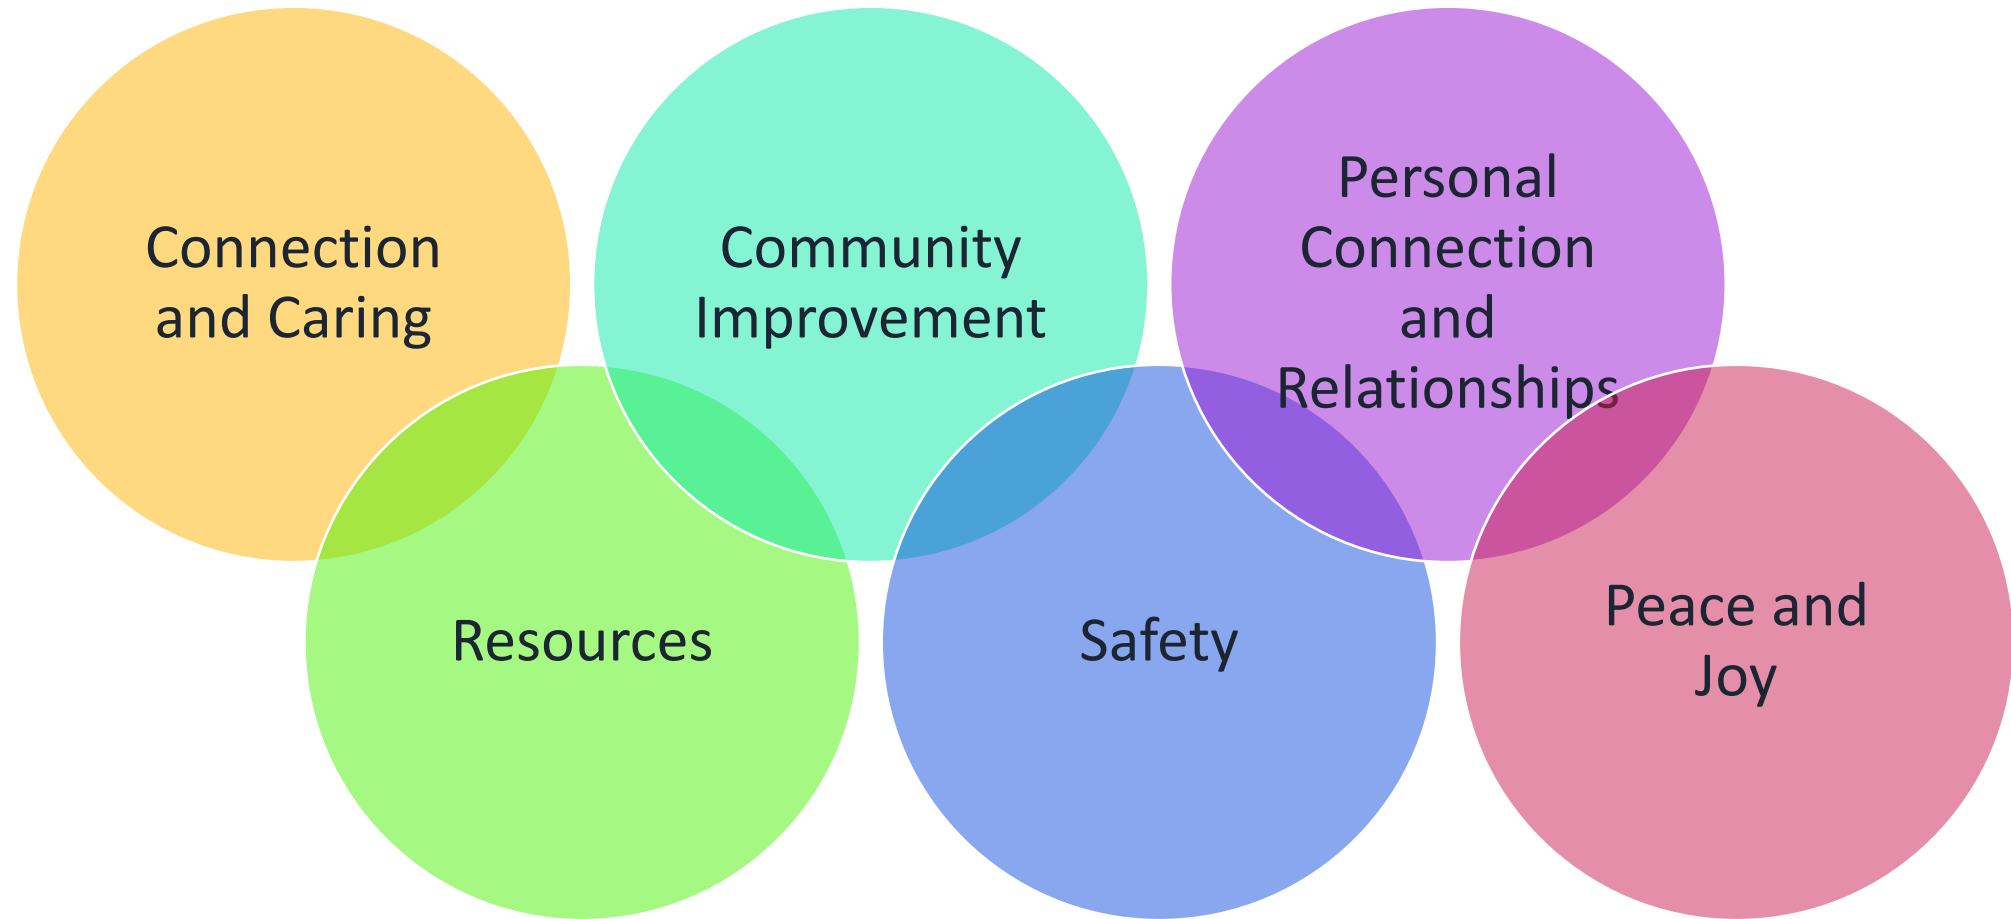 Connection
and Caring
Community
Improvement
Personal
Connection
and
Relationships
Resources
Safety
Peace and
Joy